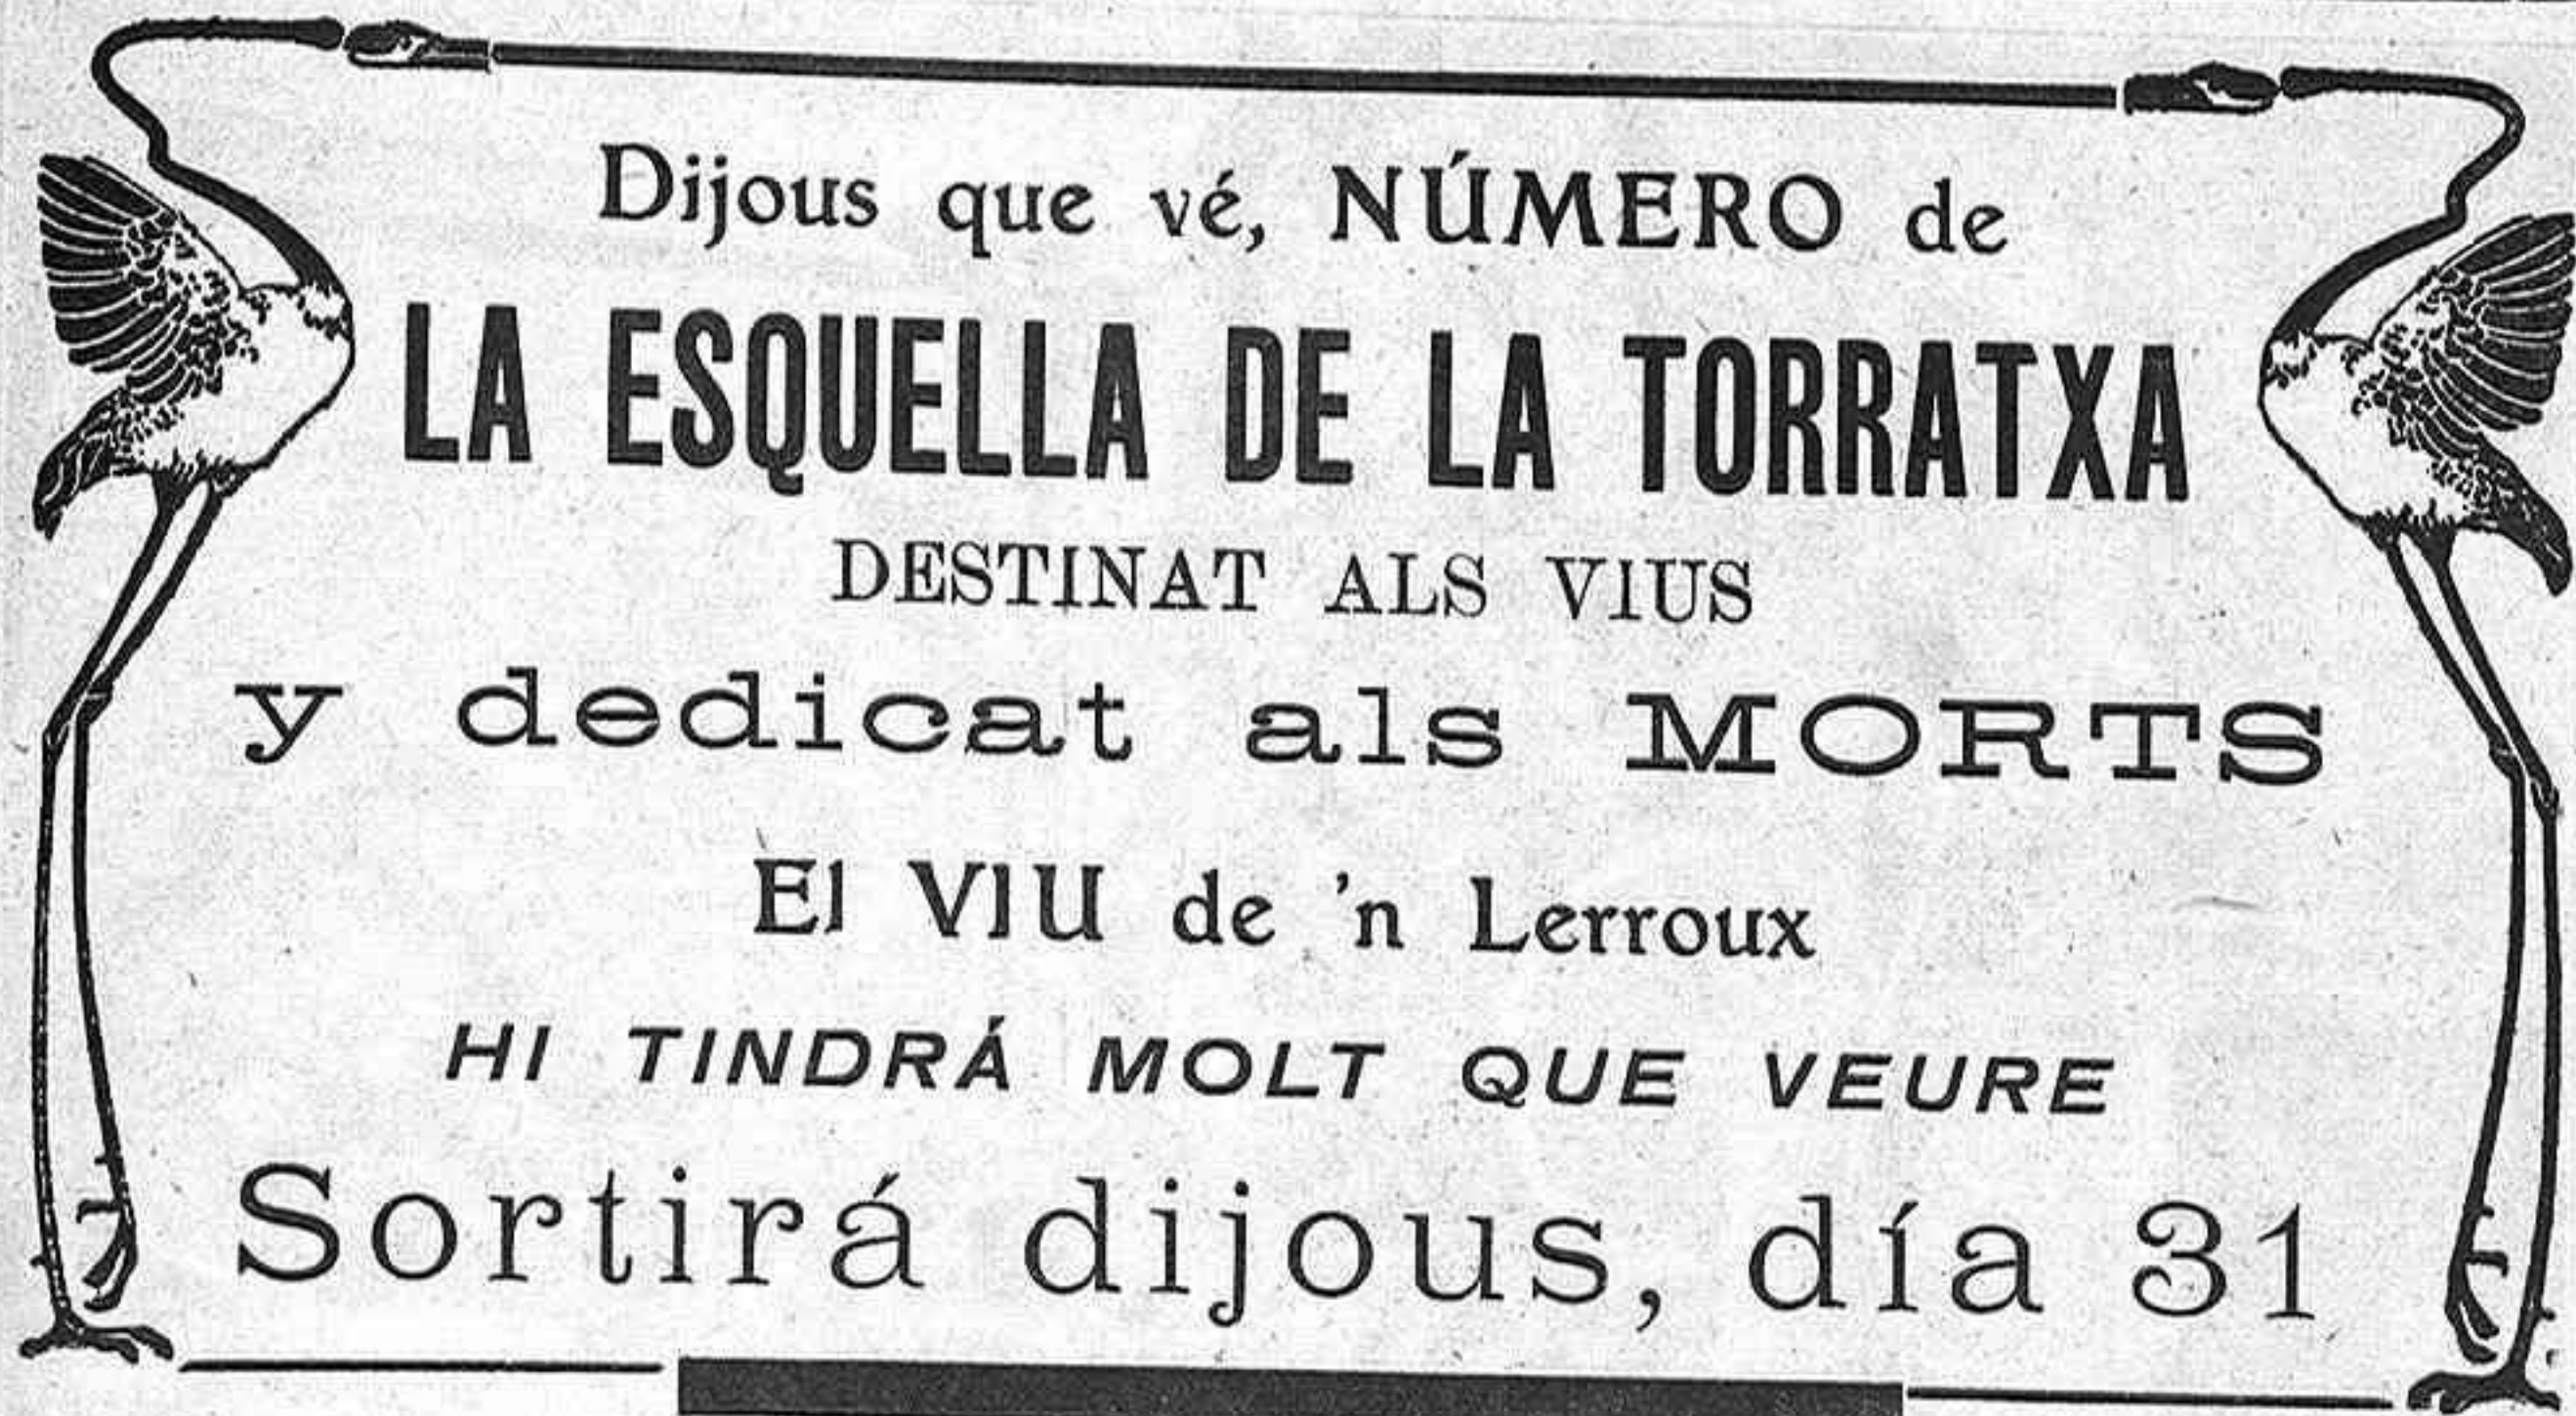 Dijous que vé, NÚMERO de
LA ESQUELLA DE LA TORRATXA
DESTINAT ALS VIUS
y dedicat als MORTS
El VIU de 'n Lerroux
HI TINDRÁ MOLT QUE VEURE
Sortirá dijous, día 31